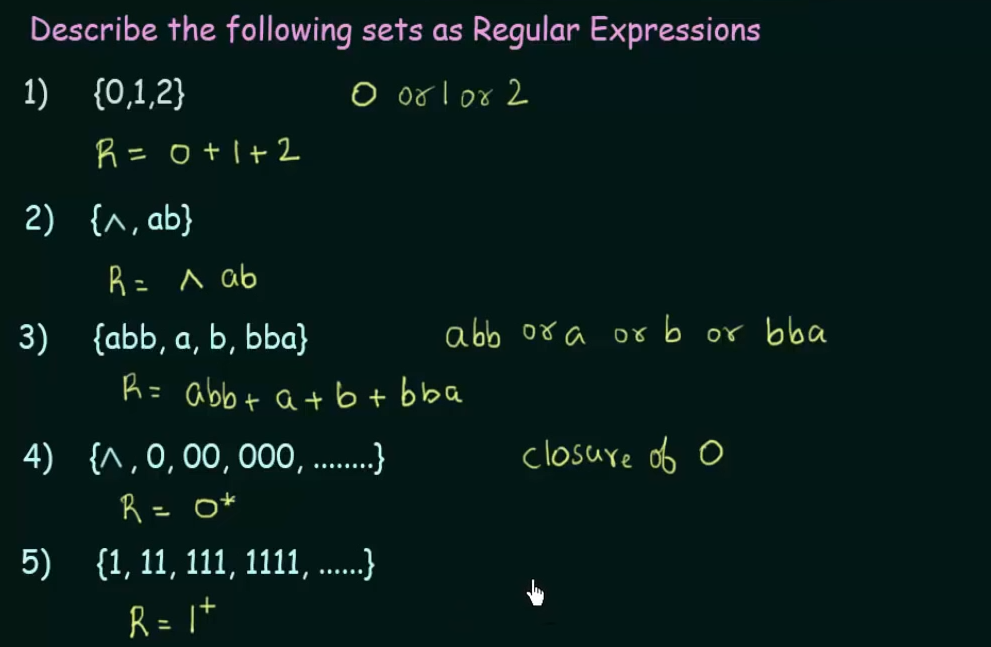 Describe the following sets as Regular Expressions
1) {0,1,2} 0 or 1 or 2
R = 0 + 1 + 2
2) {∧, ab}
R = ∧ ab
3) {abb, a, b, bba} abb or a or b or bba
R = abb + a + b + bba
4) {∧, 0, 00, 000, ........} closure of 0
R = 0*
5) {1, 11, 111, 1111, ......}
R = 1⁺